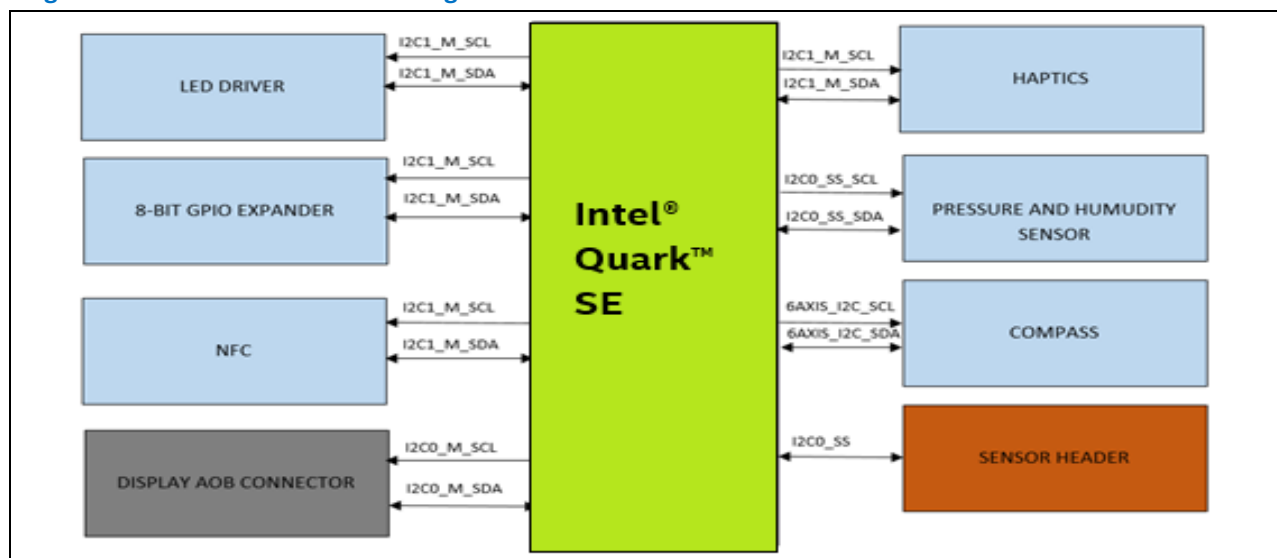 I2C1_M_SCL
I2C1_M_SDA
LED DRIVER
I2C1_M_SCL
I2C1_M_SDA
8-BIT GPIO EXPANDER
I2C1_M_SCL
I2C1_M_SDA
NFC
I2C0_M_SCL
I2C0_M_SDA
DISPLAY AOB CONNECTOR
Intel®
Quark™
SE
I2C1_M_SCL
I2C1_M_SDA
HAPTICS
I2C0_SS_SCL
I2C0_SS_SDA
PRESSURE AND HUMUDITY
SENSOR
6AXIS_I2C_SCL
6AXIS_I2C_SDA
COMPASS
I2C0_SS
SENSOR HEADER